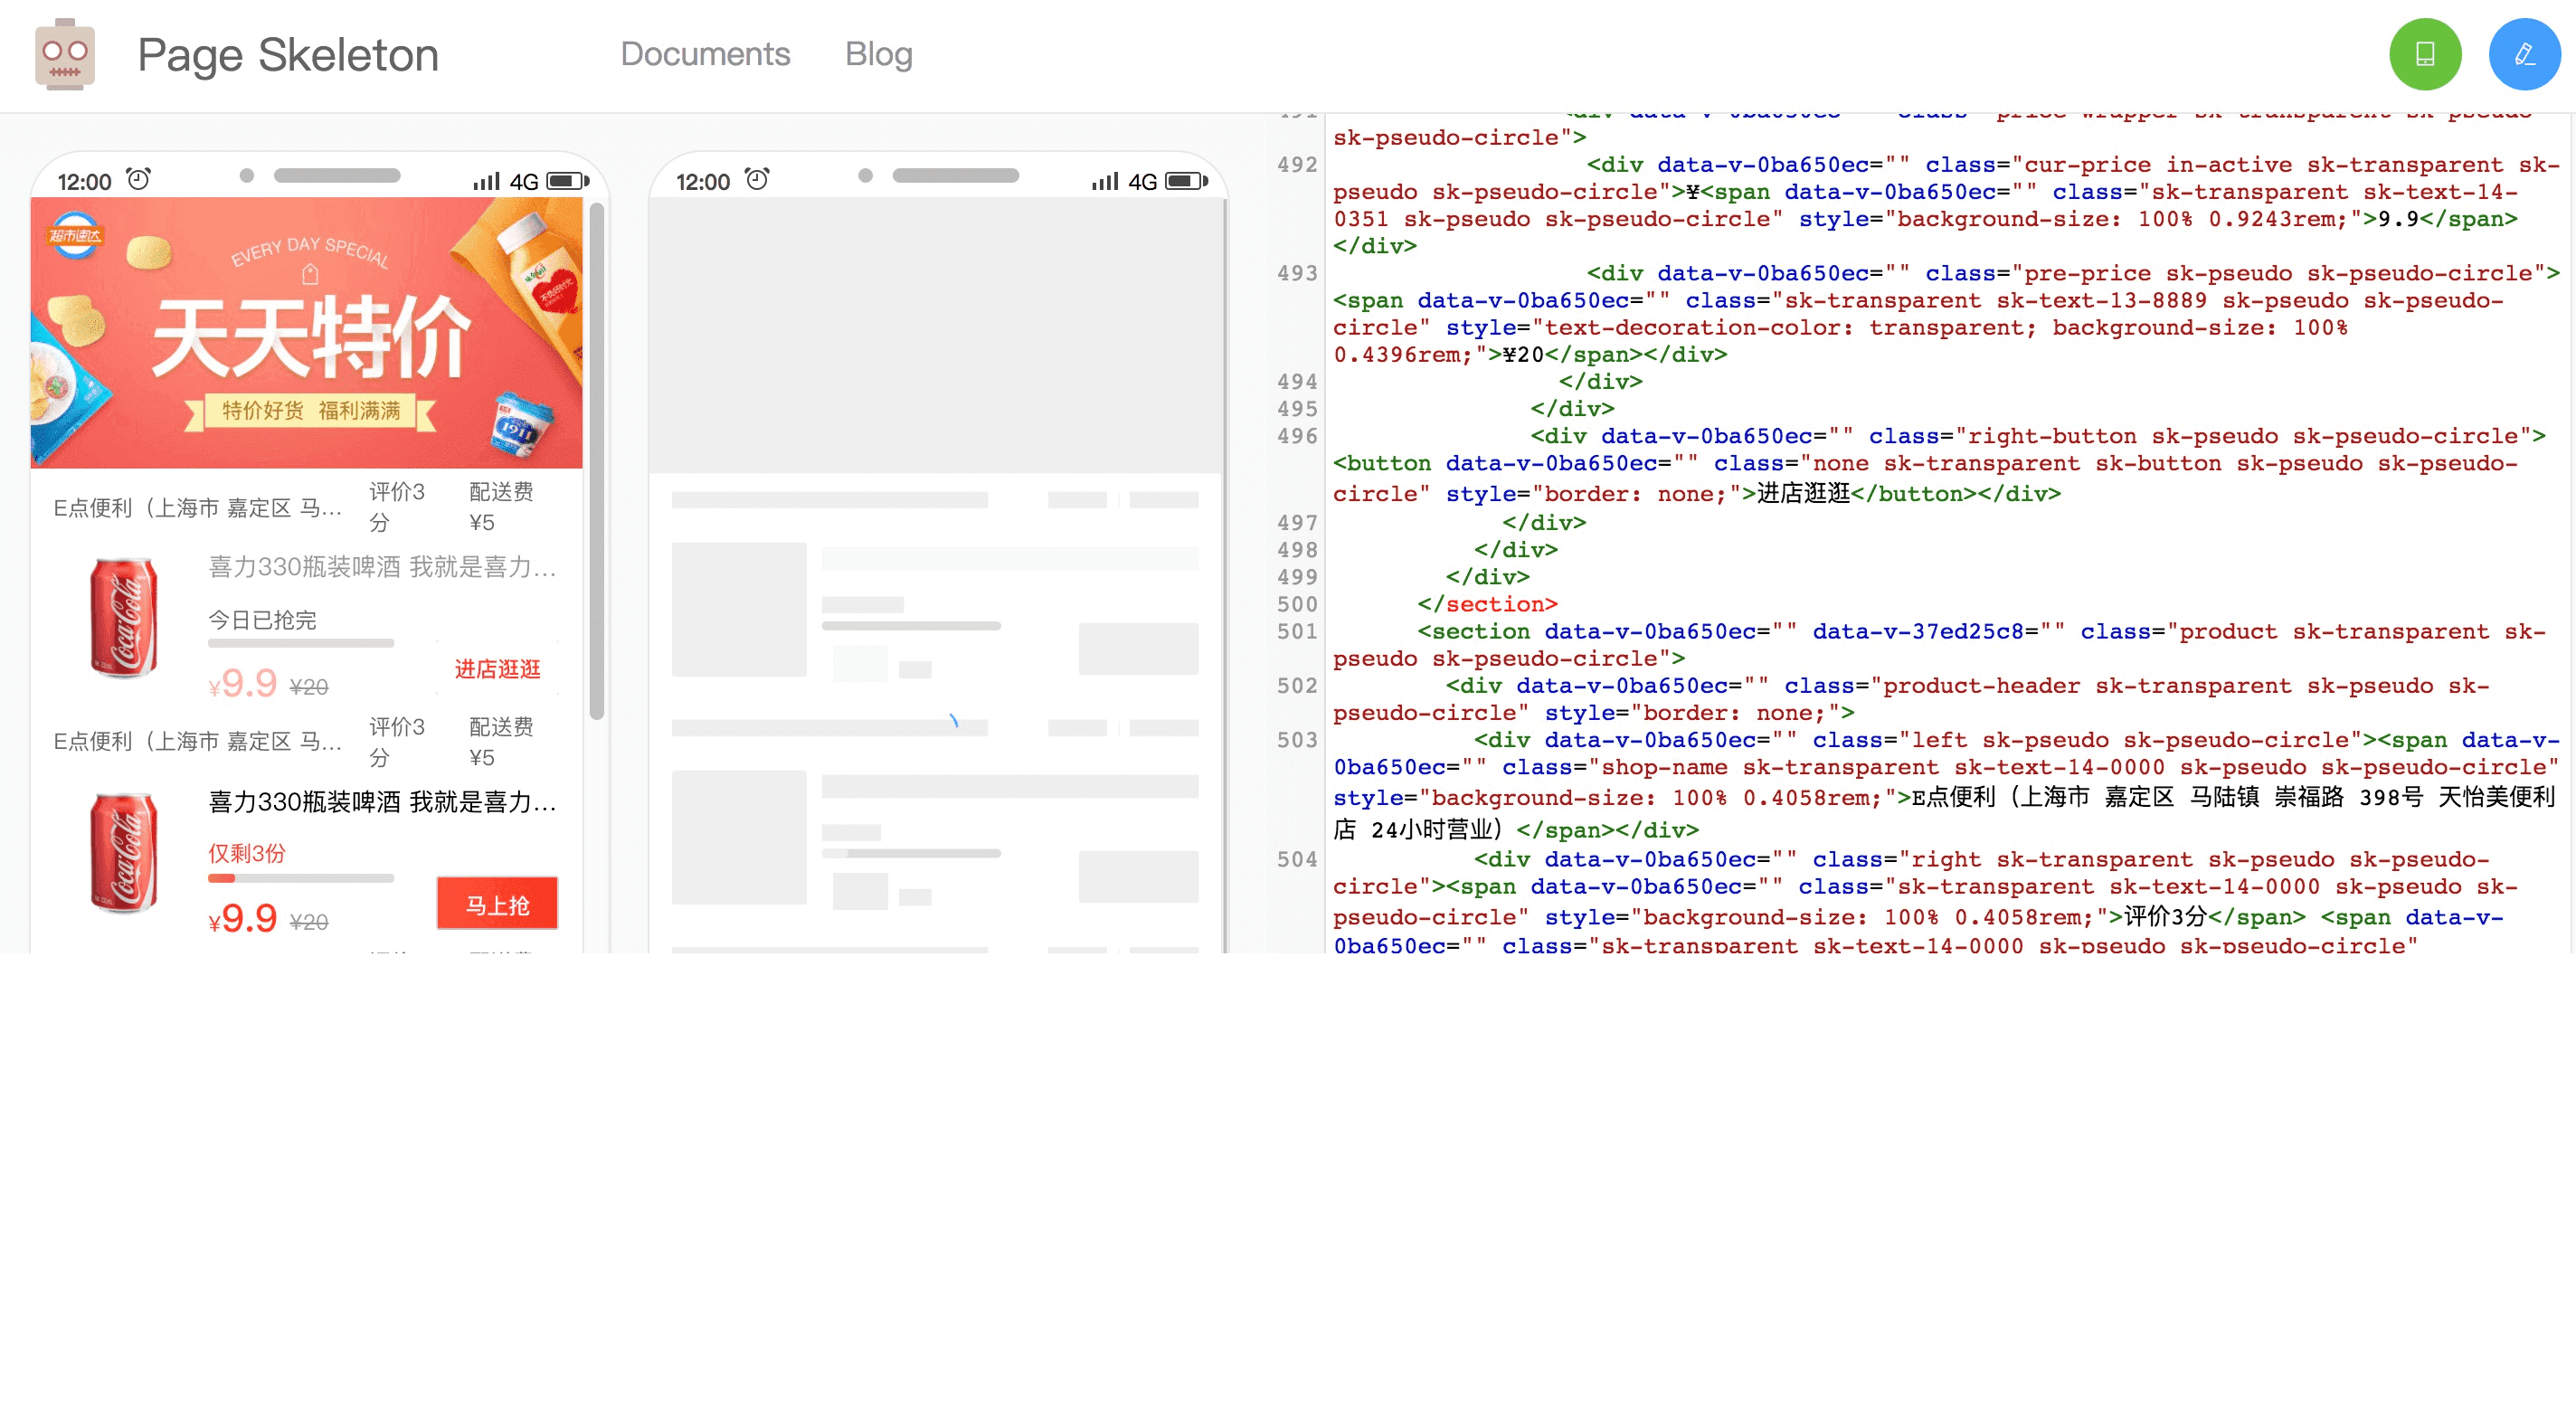 Page Skeleton
Documents
Blog
12:00
4G
超市速达
EVERY DAY SPECIAL
天天特价
特价好货 福利满满
1911
E点便利（上海市 嘉定区 马...
评价3
分
配送费
¥5
喜力330瓶装啤酒 我就是喜力...
Coca-Cola
今日已抢完
¥9.9 ¥20
进店逛逛
E点便利（上海市 嘉定区 马...
评价3
分
配送费
¥5
喜力330瓶装啤酒 我就是喜力...
Coca-Cola
仅剩3份
¥9.9 ¥20
马上抢
12:00
4G
sk-pseudo-circle">
492 <div data-v-0ba650ec="" class="cur-price in-active sk-transparent sk-
pseudo sk-pseudo-circle">¥<span data-v-0ba650ec="" class="sk-transparent sk-text-14-
0351 sk-pseudo sk-pseudo-circle" style="background-size: 100% 0.9243rem;">9.9</span>
</div>
493 <div data-v-0ba650ec="" class="pre-price sk-pseudo sk-pseudo-circle">
<span data-v-0ba650ec="" class="sk-transparent sk-text-13-8889 sk-pseudo sk-pseudo-
circle" style="text-decoration-color: transparent; background-size: 100%
0.4396rem;">¥20</span></div>
494 </div>
495 </div>
496 <div data-v-0ba650ec="" class="right-button sk-pseudo sk-pseudo-circle">
<button data-v-0ba650ec="" class="none sk-transparent sk-button sk-pseudo sk-pseudo-
circle" style="border: none;">进店逛逛</button></div>
497 </div>
498 </div>
499 </div>
500 </section>
501 <section data-v-0ba650ec="" data-v-37ed25c8="" class="product sk-transparent sk-
pseudo sk-pseudo-circle">
502 <div data-v-0ba650ec="" class="product-header sk-transparent sk-pseudo sk-
pseudo-circle" style="border: none;">
503 <div data-v-0ba650ec="" class="left sk-pseudo sk-pseudo-circle"><span data-v-
0ba650ec="" class="shop-name sk-transparent sk-text-14-0000 sk-pseudo sk-pseudo-circle"
style="background-size: 100% 0.4058rem;">E点便利（上海市 嘉定区 马陆镇 崇福路 398号 天怡美便利
店 24小时营业）</span></div>
504 <div data-v-0ba650ec="" class="right sk-transparent sk-pseudo sk-pseudo-
circle"><span data-v-0ba650ec="" class="sk-transparent sk-text-14-0000 sk-pseudo sk-
pseudo-circle" style="background-size: 100% 0.4058rem;">评价3分</span> <span data-v-
0ba650ec="" class="sk-transparent sk-text-14-0000 sk-pseudo sk-pseudo-circle"